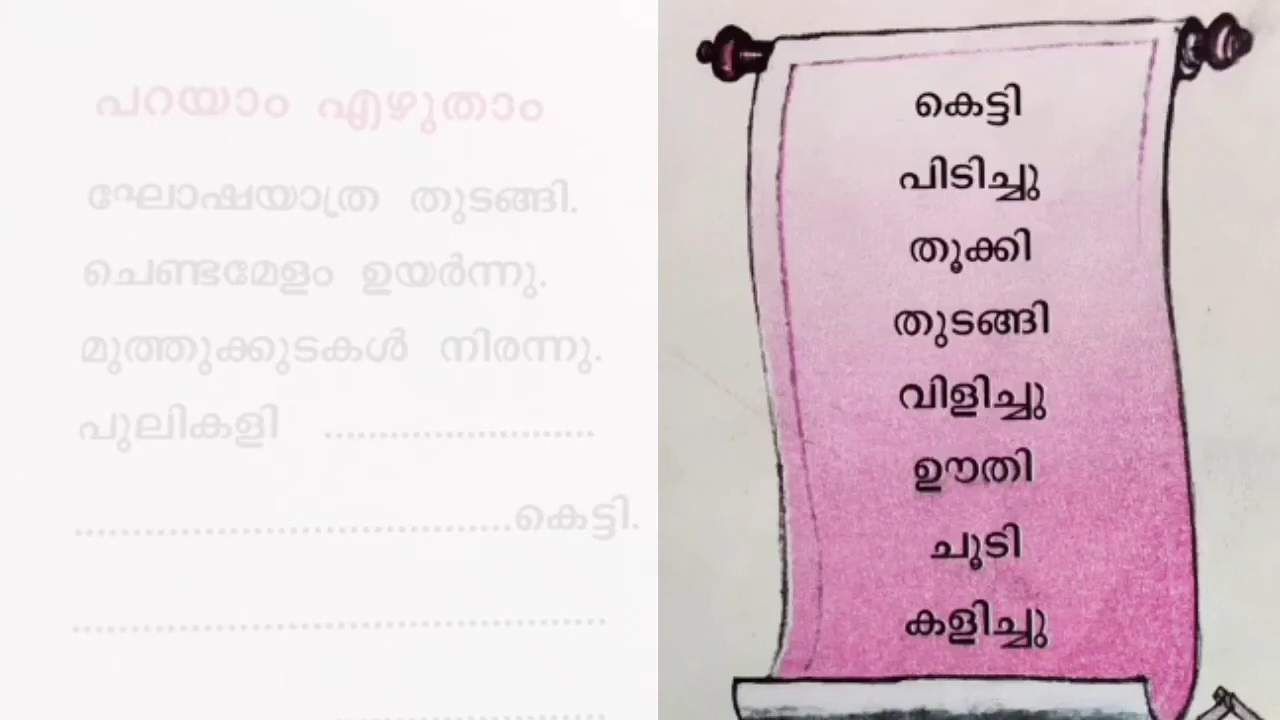 പറയാം എഴുതാം
ഘോഷയാത്ര തുടങ്ങി.
ചെണ്ടമേളം ഉയർന്നു.
മുത്തുക്കുടകൾ നിരന്നു.
പുലികളി ..............................
........................................കെട്ടി.
കെട്ടി
പിടിച്ചു
തൂക്കി
തുടങ്ങി
വിളിച്ചു
ഊതി
ചൂടി
കളിച്ചു